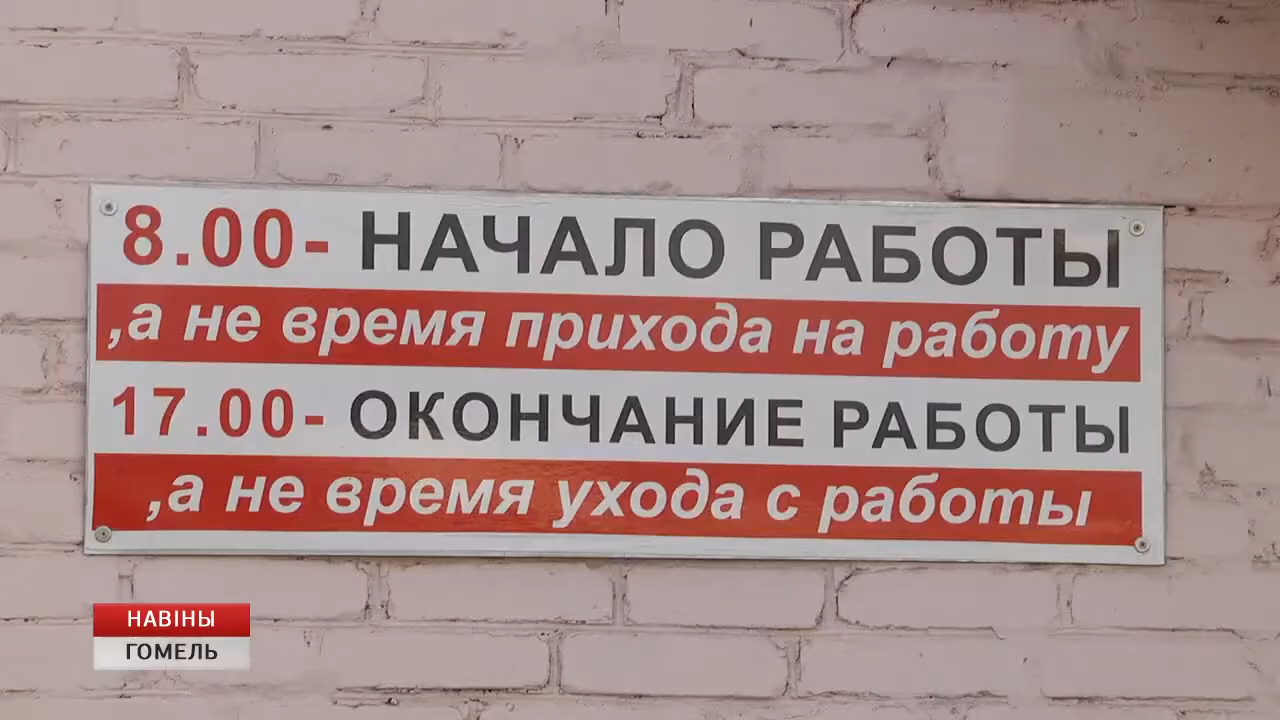 8.00- НАЧАЛО РАБОТЫ
,а не время прихода на работу
17.00- ОКОНЧАНИЕ РАБОТЫ
,а не время ухода с работы
НАВІНЫ
ГОМЕЛЬ